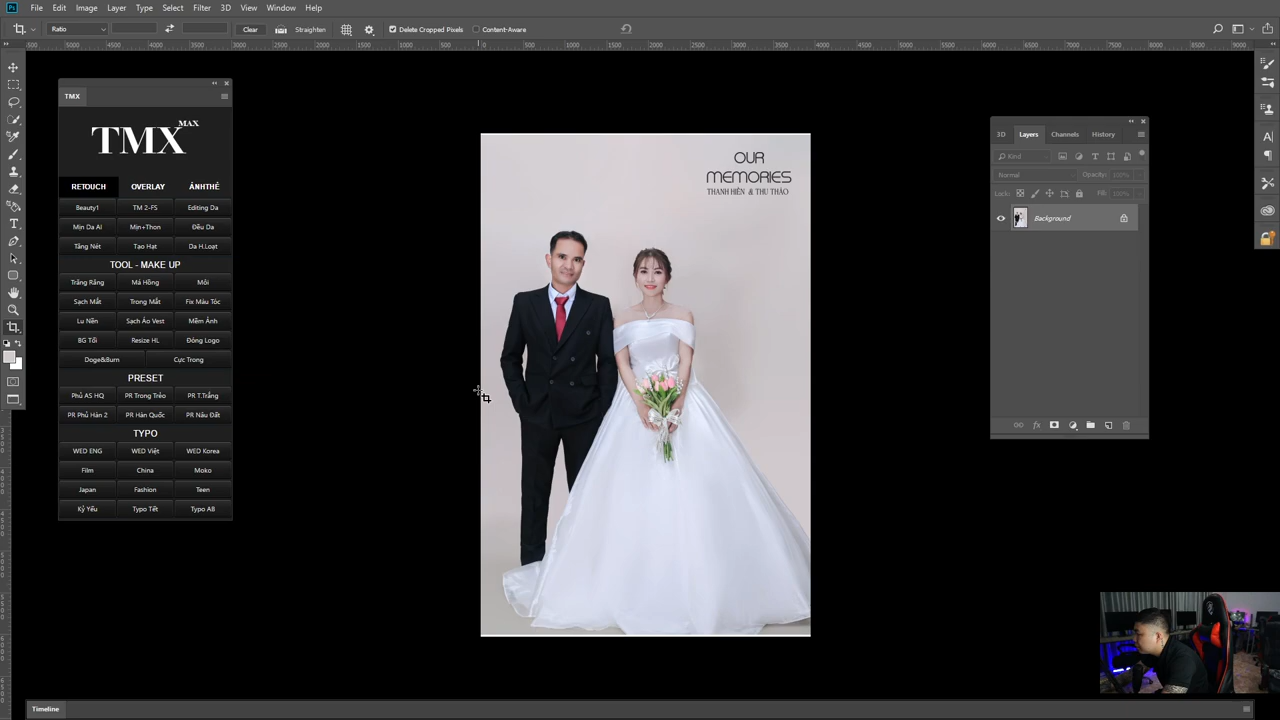 Ps File Edit Image Layer Type Select Filter 3D View Window Help
Ratio Clear Straighten Delete Cropped Pixels Content-Aware
TMX
TMX MAX
RETOUCH OVERLAY ẢNHTHẺ
Beauty1 TM 2-FS Editing Da
Mịn Da AI Mịn+Thon Đều Da
Tăng Nét Tạo Hạt Da H.Loạt
TOOL - MAKE UP
Trắng Răng Má Hồng Môi
Sạch Mắt Trong Mắt Fix Màu Tóc
Lu Nền Sạch Áo Vest Mềm Ảnh
BG Tối Resize HL Đóng Logo
Doge&Burn Cực Trong
PRESET
Phủ AS HQ PR Trong Trẻo PR T.Trắng
PR Phủ Hàn 2 PR Hàn Quốc PR Nâu Đất
TYPO
WED ENG WED Việt WED Korea
Film China Moko
Japan Fashion Teen
Kỷ Yếu Typo Tết Typo AB
OUR
MEMORIES
THANH HIỀN & THU THẢO
3D Layers Channels History
Kind
Normal Opacity: 100%
Lock: Fill: 100%
Background
Timeline